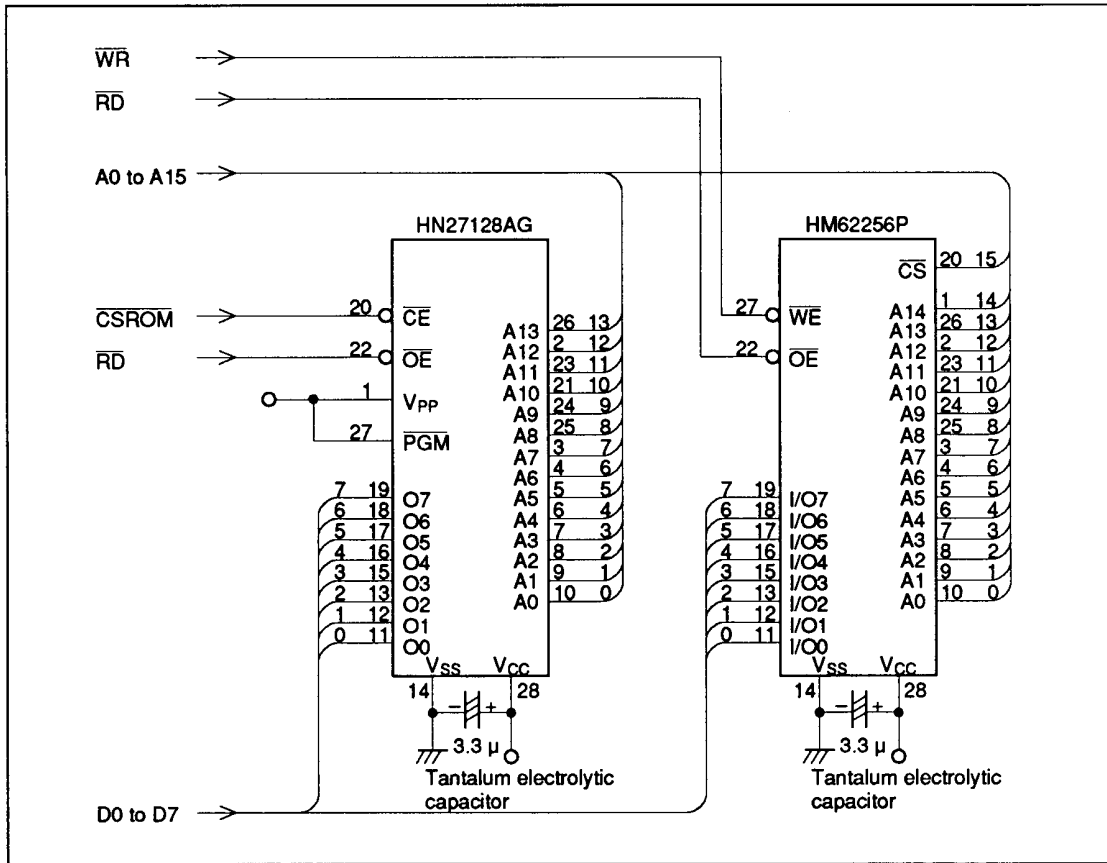 WR
RD
A0 to A15
HN27128AG
HM62256P
CSROM
RD
20 CE
22 OE
1 VPP
27 PGM
A13 26 13
A12 2 12
A11 23 11
A10 21 10
A9 24 9
A8 25 8
A7 3 7
A6 4 6
A5 5 5
A4 6 4
A3 7 3
A2 8 2
A1 9 1
A0 10 0
7 19 O7
6 18 O6
5 17 O5
4 16 O4
3 15 O3
2 13 O2
1 12 O1
0 11 O0
VSS VCC
14 28
− +
3.3 µ
Tantalum electrolytic
capacitor
CS 20 15
27 WE
22 OE
A14 1 14
A13 26 13
A12 2 12
A11 23 11
A10 21 10
A9 24 9
A8 25 8
A7 3 7
A6 4 6
A5 5 5
A4 6 4
A3 7 3
A2 8 2
A1 9 1
A0 10 0
7 19 I/O7
6 18 I/O6
5 17 I/O5
4 16 I/O4
3 15 I/O3
2 13 I/O2
1 12 I/O1
0 11 I/O0
VSS VCC
14 28
− +
3.3 µ
Tantalum electrolytic
capacitor
D0 to D7